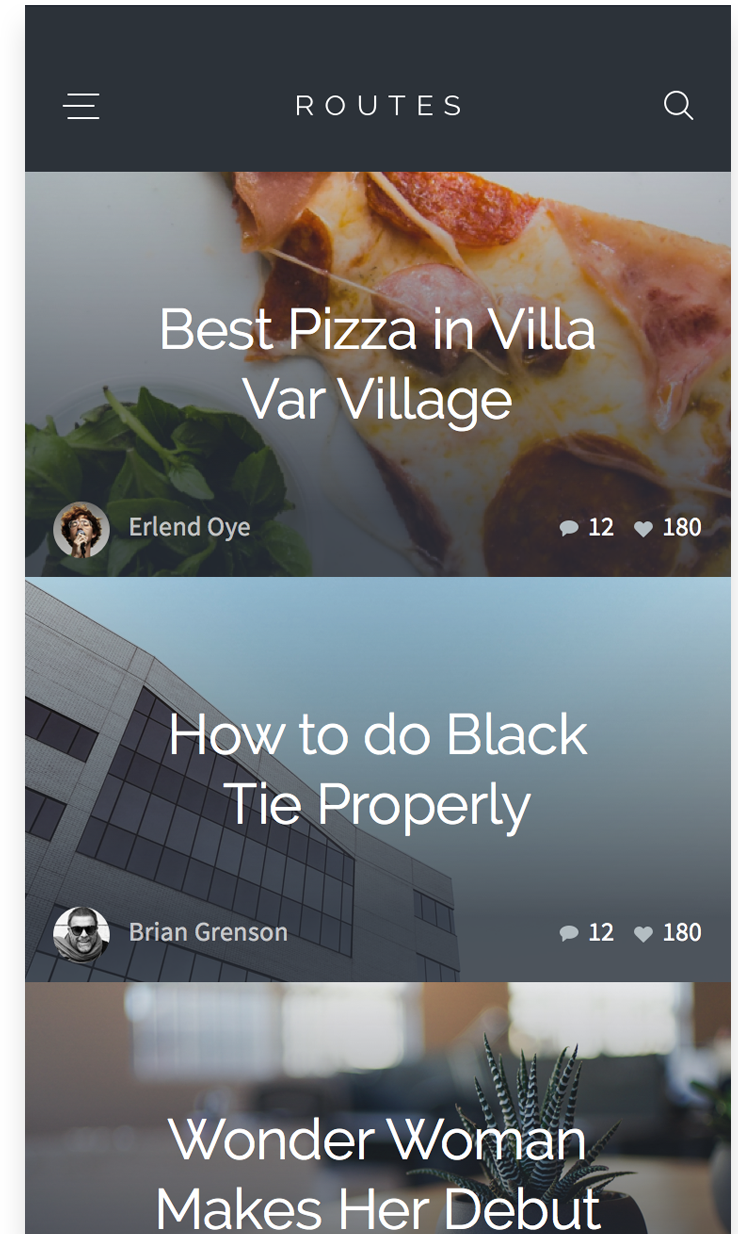 ROUTES
Best Pizza in Villa
Var Village
Erlend Oye
12 180
How to do Black
Tie Properly
Brian Grenson
12 180
Wonder Woman
Makes Her Debut